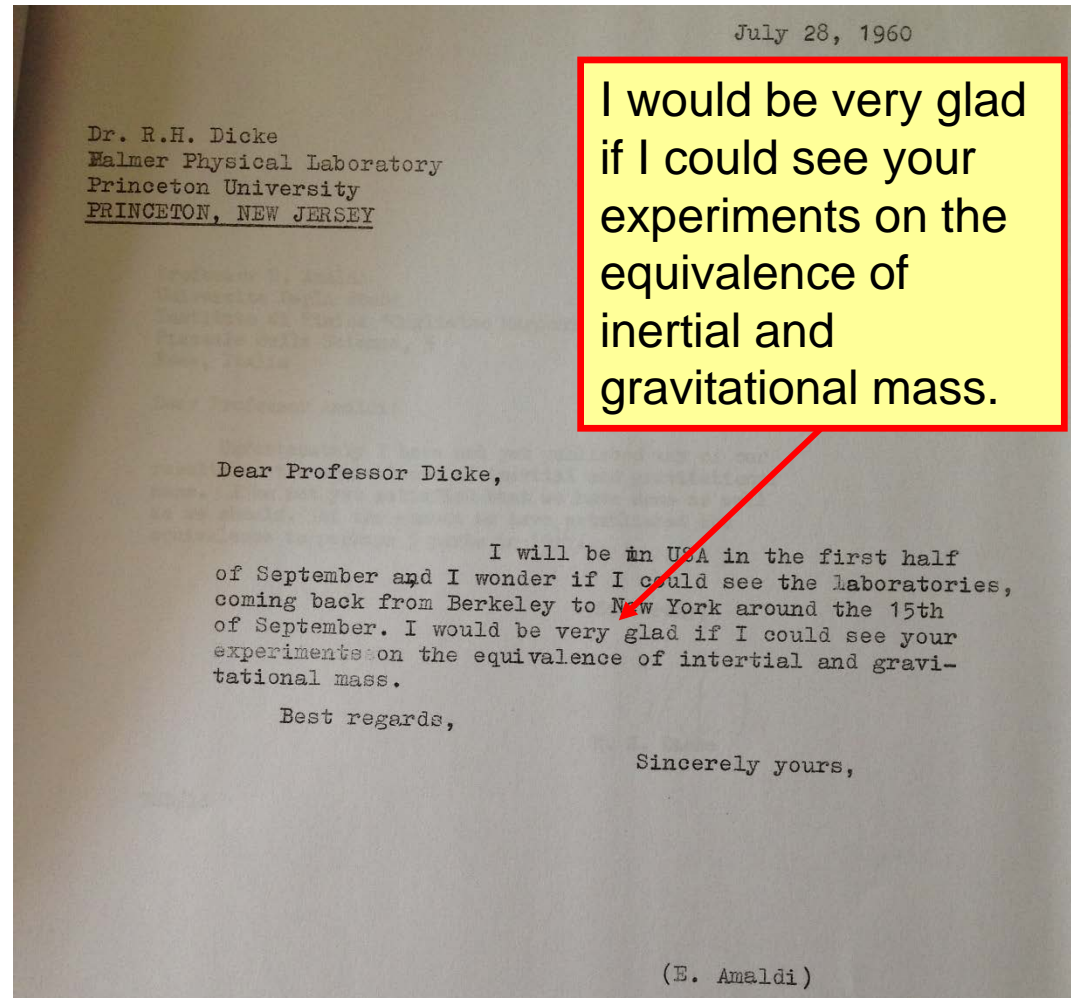 July 28, 1960
I would be very glad
if I could see your
experiments on the
equivalence of
inertial and
gravitational mass.
Dr. R.H. Dicke
Palmer Physical Laboratory
Princeton University
PRINCETON, NEW JERSEY
Dear Professor Dicke,
I will be in USA in the first half
of September and I wonder if I could see the laboratories,
coming back from Berkeley to New York around the 15th
of September. I would be very glad if I could see your
experiments on the equivalence of intertial and gravi-
tational mass.
Best regards,
Sincerely yours,
(E. Amaldi)